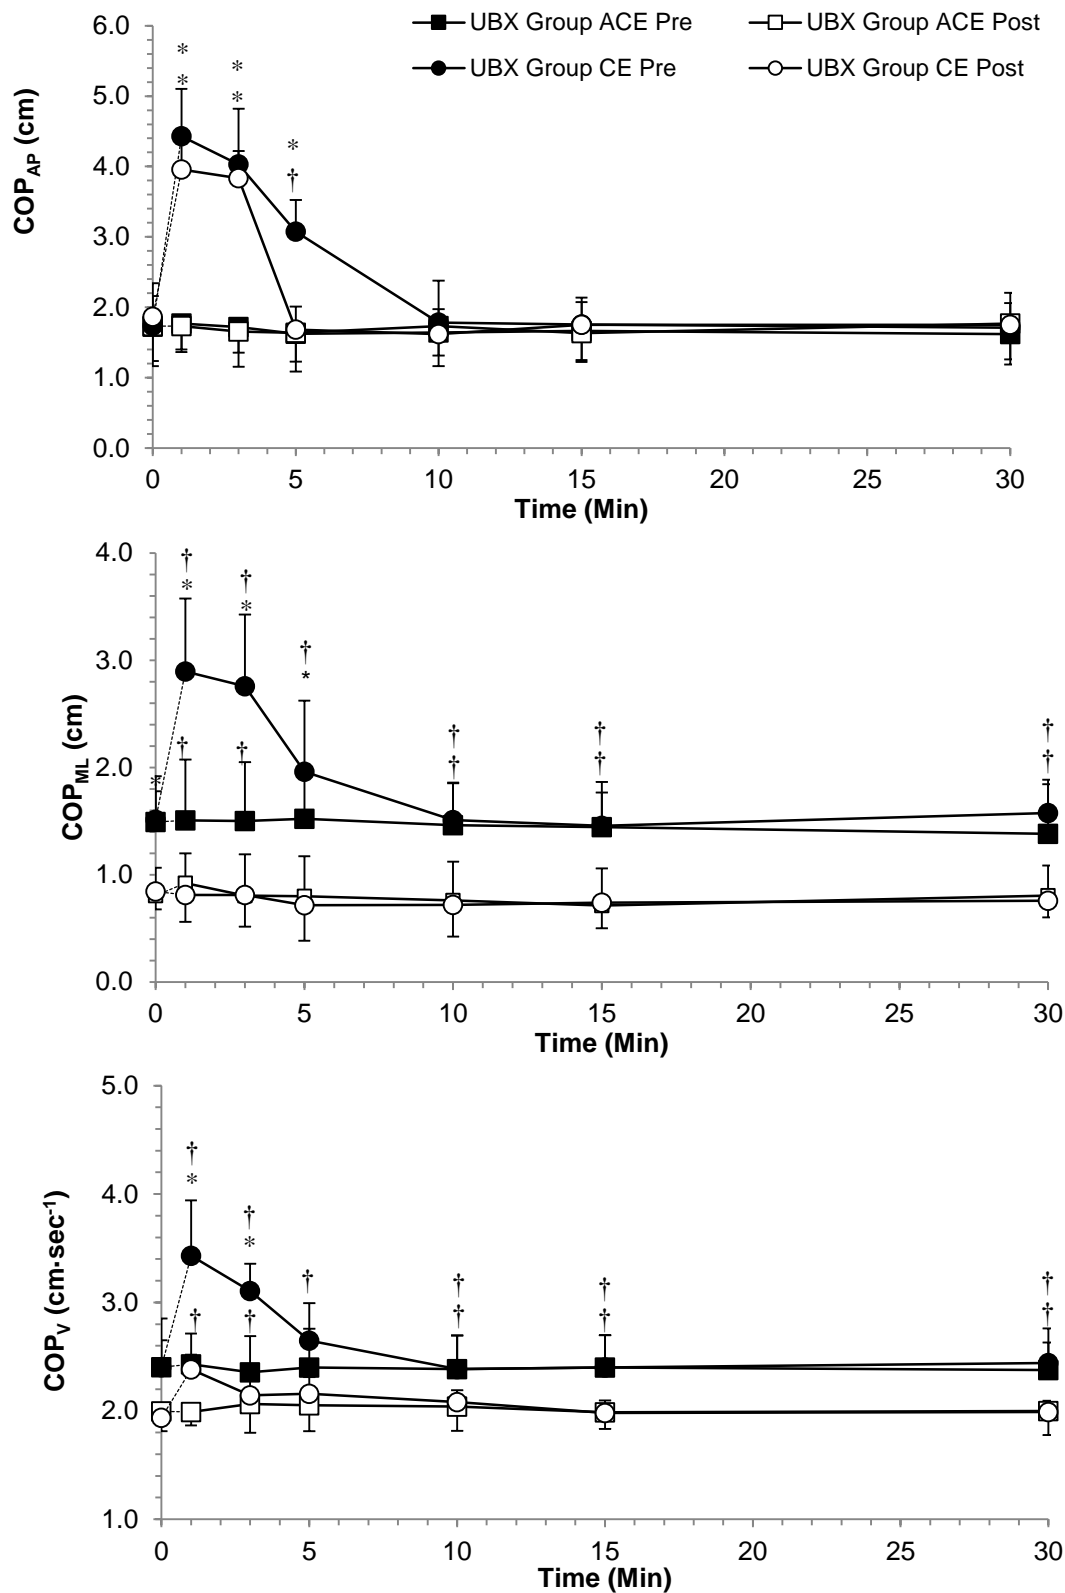 UBX Group ACE Pre UBX Group ACE Post
UBX Group CE Pre UBX Group CE Post
COP_AP (cm)
6.0
5.0
4.0
3.0
2.0
1.0
0.0
* * *
* * †
0 5 10 15 20 25 30
Time (Min)
COP_ML (cm)
4.0
3.0
2.0
1.0
0.0
† † † † † †
* * * † † †
* † †
0 5 10 15 20 25 30
Time (Min)
COP_V (cm·sec⁻¹)
5.0
4.0
3.0
2.0
1.0
† † † † † †
* * † † †
† †
0 5 10 15 20 25 30
Time (Min)